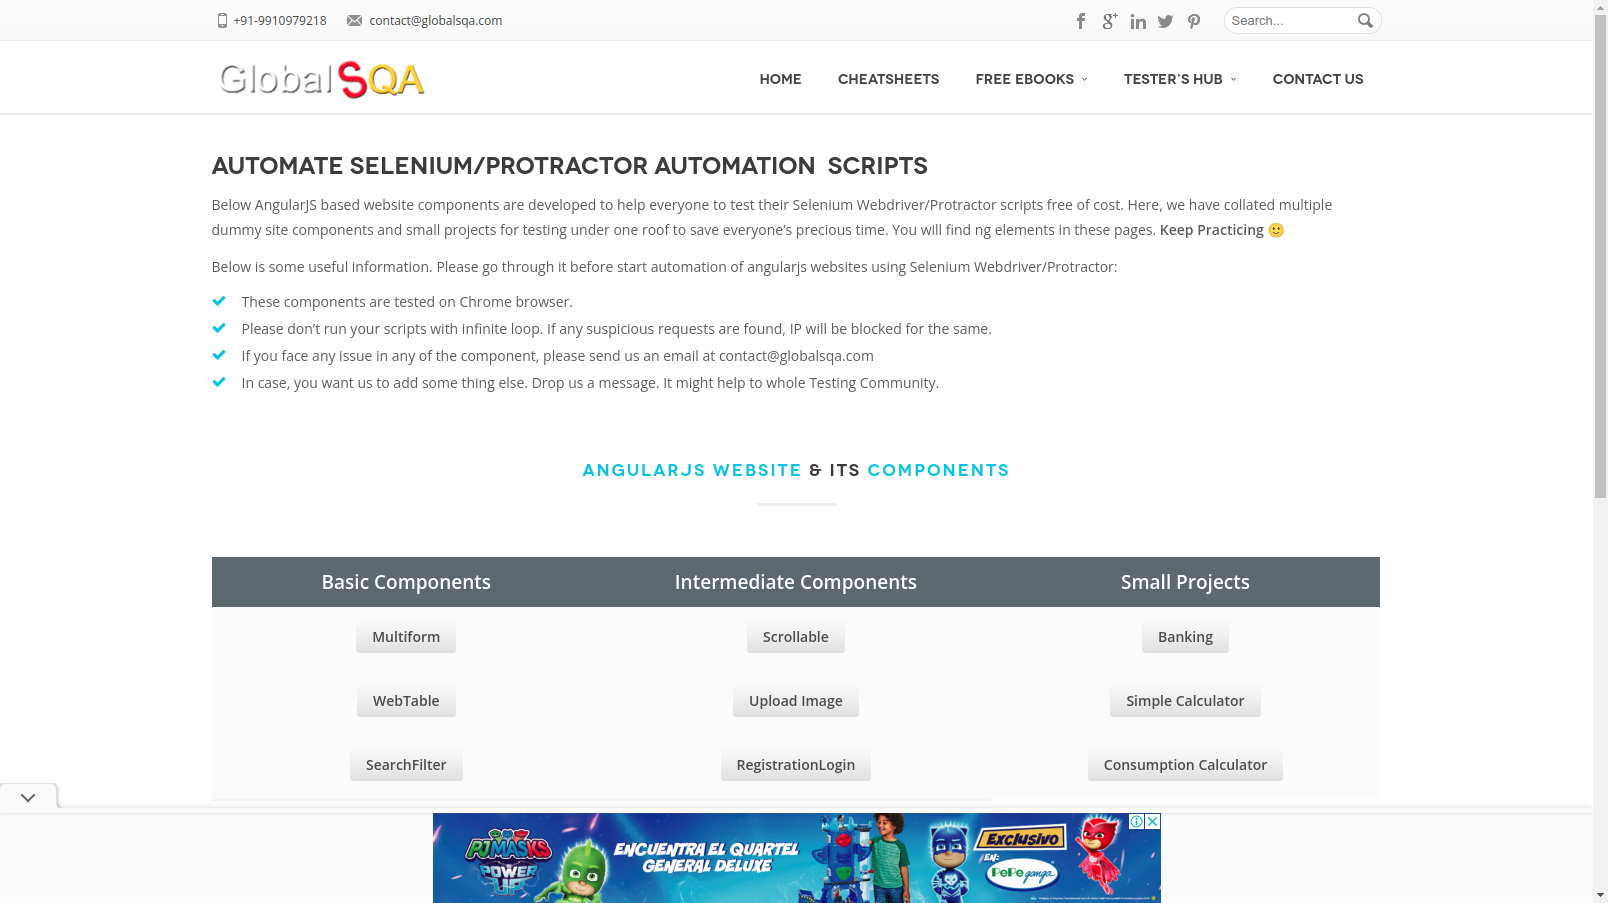 +91-9910979218 contact@globalsqa.com
Search...
GlobalSQA
HOME CHEATSHEETS FREE EBOOKS TESTER'S HUB CONTACT US
AUTOMATE SELENIUM/PROTRACTOR AUTOMATION SCRIPTS
Below AngularJS based website components are developed to help everyone to test their Selenium Webdriver/Protractor scripts free of cost. Here, we have collated multiple
dummy site components and small projects for testing under one roof to save everyone's precious time. You will find ng elements in these pages. Keep Practicing 🙂
Below is some useful information. Please go through it before start automation of angularjs websites using Selenium Webdriver/Protractor:
These components are tested on Chrome browser.
Please don't run your scripts with infinite loop. If any suspicious requests are found, IP will be blocked for the same.
If you face any issue in any of the component, please send us an email at contact@globalsqa.com
In case, you want us to add some thing else. Drop us a message. It might help to whole Testing Community.
ANGULARJS WEBSITE & ITS COMPONENTS
Basic Components Intermediate Components Small Projects
Multiform Scrollable Banking
WebTable Upload Image Simple Calculator
SearchFilter RegistrationLogin Consumption Calculator
PJMASKS
POWER
UP
ENCUENTRA EL QUARTEL
GENERAL DELUXE
EXCLUSIVO
EN:
PePe ganga